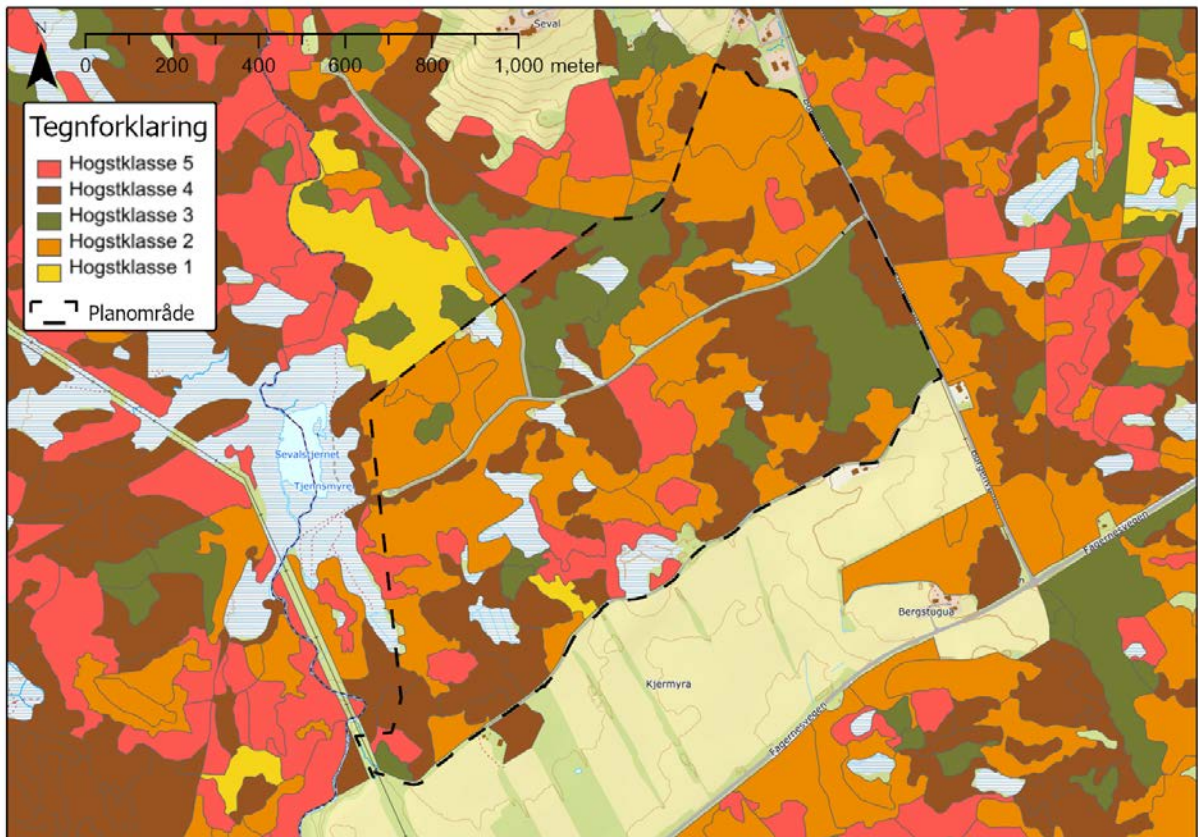 Seval
N
0 200 400 600 800 1,000 meter
Tegnforklaring
Hogstklasse 5
Hogstklasse 4
Hogstklasse 3
Hogstklasse 2
Hogstklasse 1
Planområde
Sevalstjernet
Tjernsmyre
Fagernesvegen
Bergstogua
Kjermyra
Fagernesvegen